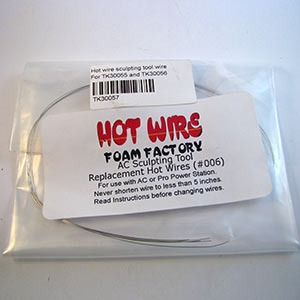 Hot wire sculpting tool wire
For TK30055 and TK30056
TK30057
HOT WIRE
FOAM FACTORY
AC Sculpting Tool
Replacement Hot Wires (#006)
For use with AC or Pro Power Station.
Never shorten wire to less than 5 inches.
Read Instructions before changing wires.